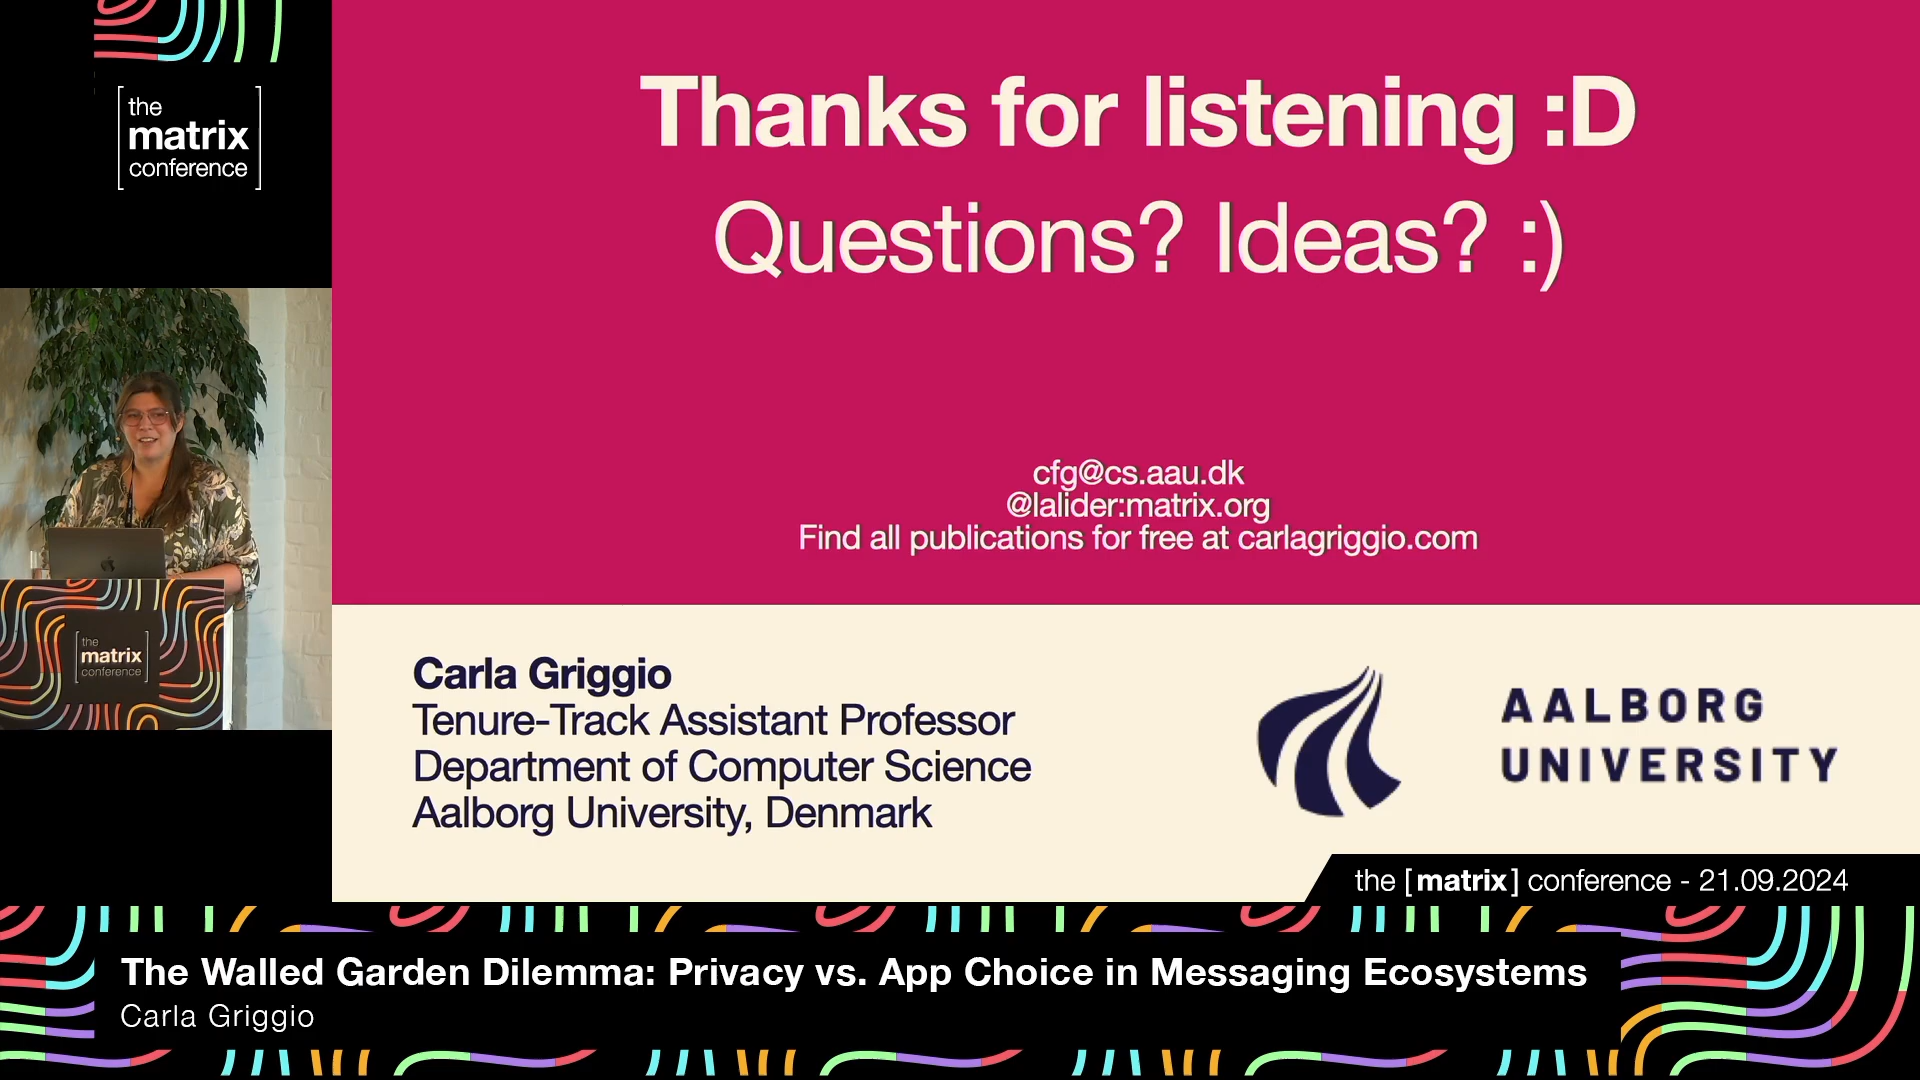 the
matrix
conference
Thanks for listening :D
Questions? Ideas? :)
cfg@cs.aau.dk
@lalider:matrix.org
Find all publications for free at carlagriggio.com
the
matrix
conference
Carla Griggio
Tenure-Track Assistant Professor
Department of Computer Science
Aalborg University, Denmark
AALBORG
UNIVERSITY
the [matrix] conference - 21.09.2024
The Walled Garden Dilemma: Privacy vs. App Choice in Messaging Ecosystems
Carla Griggio